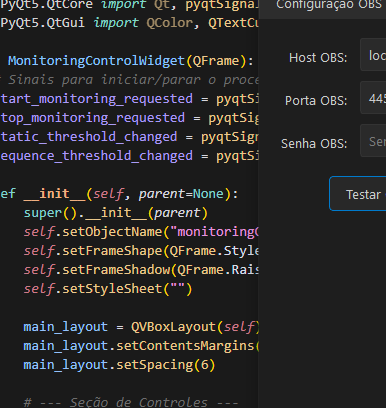 PyQt5.QtCore import Qt, pyqtSignal
PyQt5.QtGui import QColor, QTextCu
MonitoringControlWidget(QFrame):
Sinais para iniciar/parar o proce
tart_monitoring_requested = pyqtSi
top_monitoring_requested = pyqtSig
tatic_threshold_changed = pyqtSign
equence_threshold_changed = pyqtSi
ef __init__(self, parent=None):
super().__init__(parent)
self.setObjectName("monitoringC
self.setFrameShape(QFrame.Style
self.setFrameShadow(QFrame.Rais
self.setStyleSheet("")
main_layout = QVBoxLayout(self)
main_layout.setContentsMargins(
main_layout.setSpacing(6)
# --- Seção de Controles ---
Configuração OBS
Host OBS: loc
Porta OBS: 445
Senha OBS: Sen
Testar